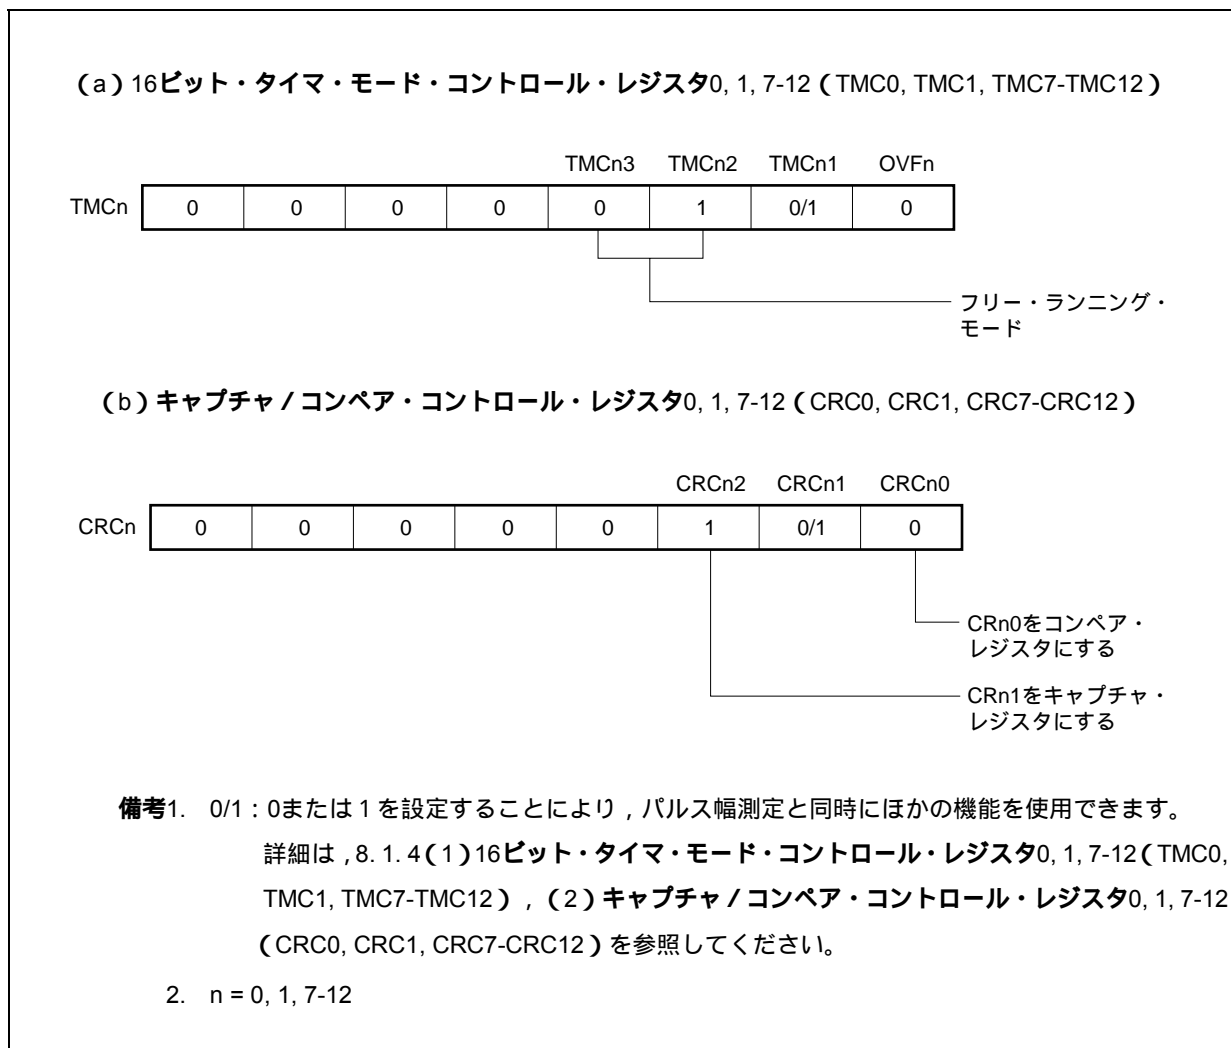 （a）16ビット・タイマ・モード・コントロール・レジスタ0, 1, 7-12（TMC0, TMC1, TMC7-TMC12）
TMCn3 TMCn2 TMCn1 OVFn
TMCn 0 0 0 0 0 1 0/1 0
フリー・ランニング・
モード
（b）キャプチャ／コンペア・コントロール・レジスタ0, 1, 7-12（CRC0, CRC1, CRC7-CRC12）
CRCn2 CRCn1 CRCn0
CRCn 0 0 0 0 0 1 0/1 0
CRn0をコンペア・
レジスタにする
CRn1をキャプチャ・
レジスタにする
備考1. 0/1：0または1を設定することにより，パルス幅測定と同時にほかの機能を使用できます。
詳細は，8. 1. 4（1）16ビット・タイマ・モード・コントロール・レジスタ0, 1, 7-12（TMC0,
TMC1, TMC7-TMC12），（2）キャプチャ／コンペア・コントロール・レジスタ0, 1, 7-12
（CRC0, CRC1, CRC7-CRC12）を参照してください。
2. n = 0, 1, 7-12